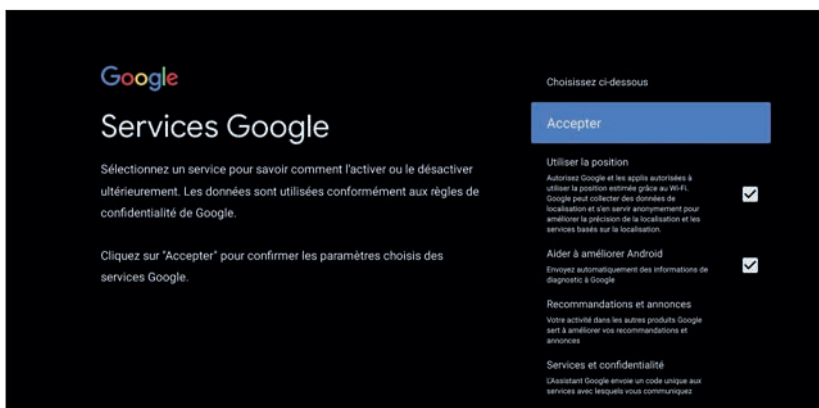 Google
Services Google
Sélectionnez un service pour savoir comment l'activer ou le désactiver
ultérieurement. Les données sont utilisées conformément aux règles de
confidentialité de Google.
Cliquez sur "Accepter" pour confirmer les paramètres choisis des
services Google.
Choisissez ci-dessous
Accepter
Utiliser la position
Autorisez Google et les applis autorisées à
utiliser la position estimée grâce au Wi-Fi.
Google peut collecter des données de
localisation et s'en servir anonymement pour
améliorer la précision de la localisation et les
services basés sur la localisation.
Aider à améliorer Android
Envoyez automatiquement des informations de
diagnostic à Google
Recommandations et annonces
Votre activité dans les autres produits Google
sert à améliorer vos recommandations et
annonces
Services et confidentialité
L'Assistant Google envoie un code unique aux
services avec lesquels vous communiquez